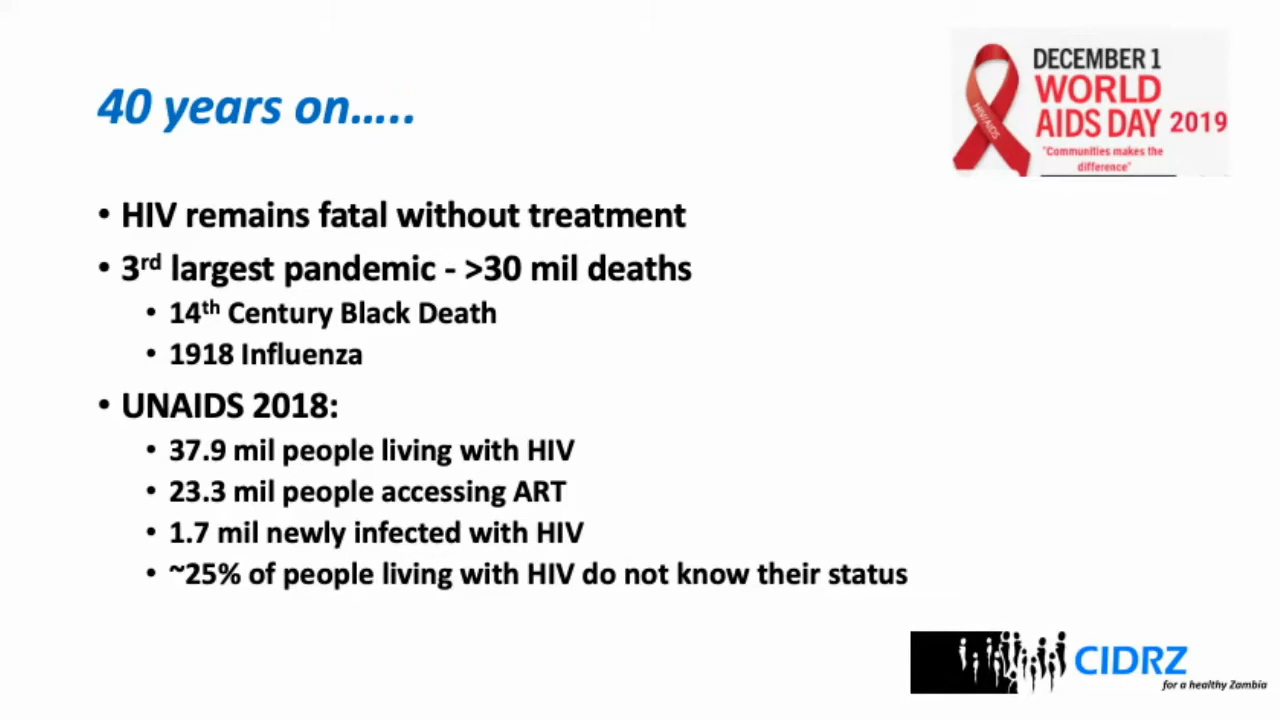 40 years on.....
DECEMBER 1
WORLD
AIDS DAY 2019
"Communities makes the
difference"
HIV/AIDS
• HIV remains fatal without treatment
• 3rd largest pandemic - >30 mil deaths
• 14th Century Black Death
• 1918 Influenza
• UNAIDS 2018:
• 37.9 mil people living with HIV
• 23.3 mil people accessing ART
• 1.7 mil newly infected with HIV
• ~25% of people living with HIV do not know their status
CIDRZ
for a healthy Zambia